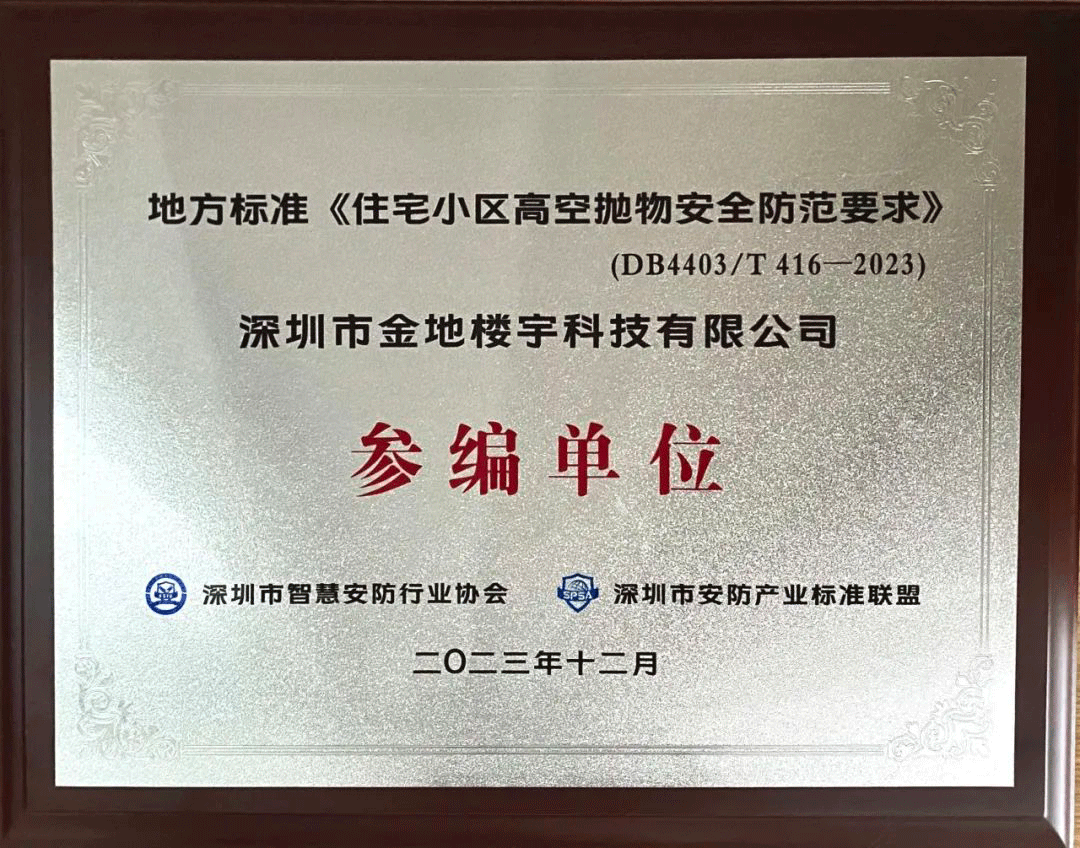 地方标准《住宅小区高空抛物安全防范要求》
(DB4403/T 416—2023)
深圳市金地楼宇科技有限公司
参编单位
深圳市智慧安防行业协会 SPSA 深圳市安防产业标准联盟
二〇二三年十二月